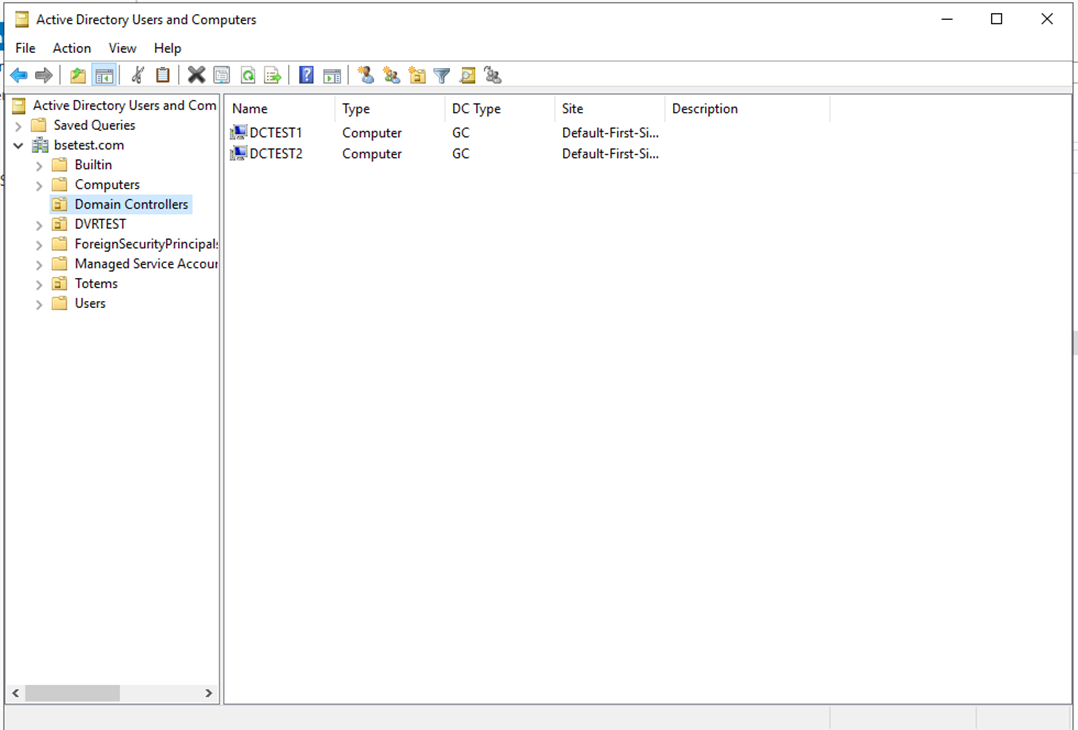 Active Directory Users and Computers
File Action View Help
Active Directory Users and Com
Saved Queries
bsetest.com
Builtin
Computers
Domain Controllers
DVRTEST
ForeignSecurityPrincipals
Managed Service Accour
Totems
Users
Name Type DC Type Site Description
DCTEST1 Computer GC Default-First-Si...
DCTEST2 Computer GC Default-First-Si...